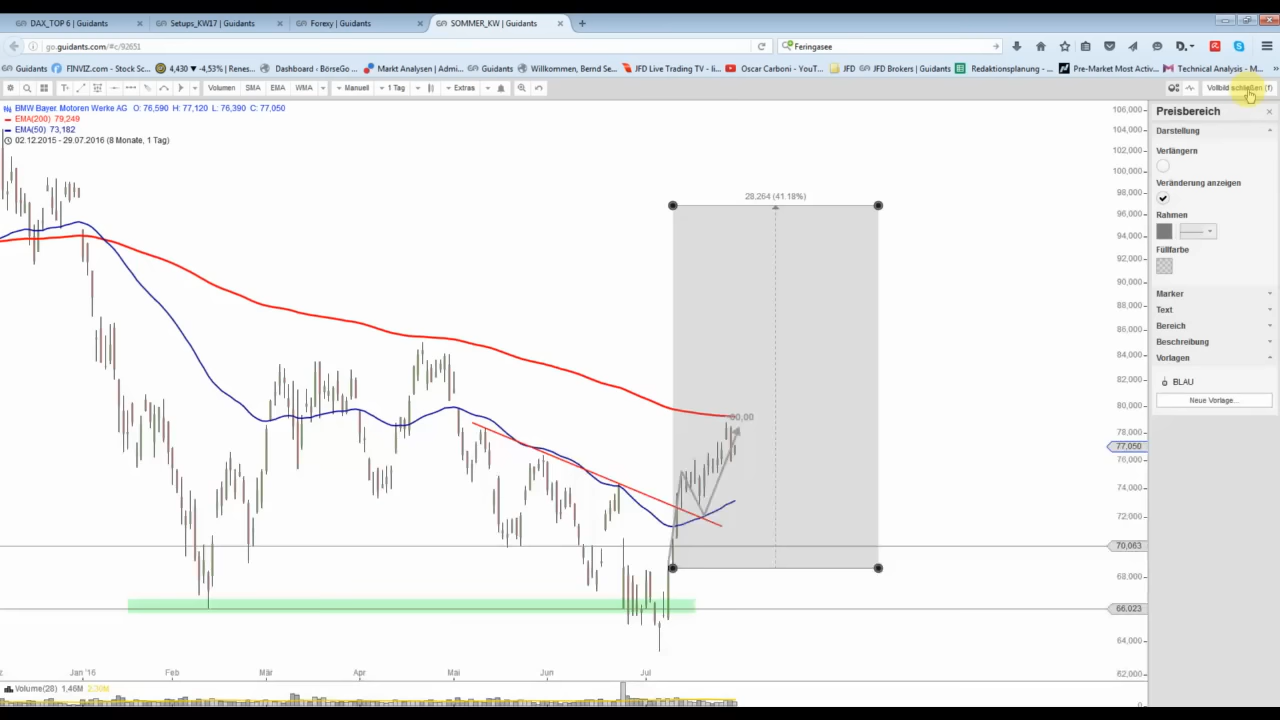 DAX_TOP 6 | Guidants
Setups_KW17 | Guidants
Forexy | Guidants
SOMMER_KW | Guidants
go.guidants.com/#c/92651
Feringasee
Guidants
FINVIZ.com - Stock Sc...
4,430 ▾ -4,53% | Renes...
Dashboard - BörseGo ...
Markt Analysen | Admi...
Guidants
Willkommen, Bernd Se...
JFD Live Trading TV - li...
Oscar Carboni - YouT...
JFD
JFD Brokers | Guidants
Redaktionsplanung - ...
Pre-Market Most Activ...
Technical Analysis - M...
Volumen
SMA
EMA
WMA
Manuell
1 Tag
Extras
Vollbild schließen (f)
BMW Bayer. Motoren Werke AG O: 76,590 H: 77,120 L: 76,390 C: 77,050
EMA(200) 79,249
EMA(50) 73,182
02.12.2015 - 29.07.2016 (8 Monate, 1 Tag)
28,264 (41.18%)
80,00
106,000
104,000
102,000
100,000
98,000
96,000
94,000
92,000
90,000
88,000
86,000
84,000
82,000
80,000
78,000
77,050
76,000
74,000
72,000
70,063
68,000
66,023
64,000
62,000
Preisbereich
Darstellung
Verlängern
Veränderung anzeigen
Rahmen
Füllfarbe
Marker
Text
Bereich
Beschreibung
Vorlagen
BLAU
Neue Vorlage...
Jan '16
Feb
Mär
Apr
Mai
Jun
Jul
Volume(28) 1,46M